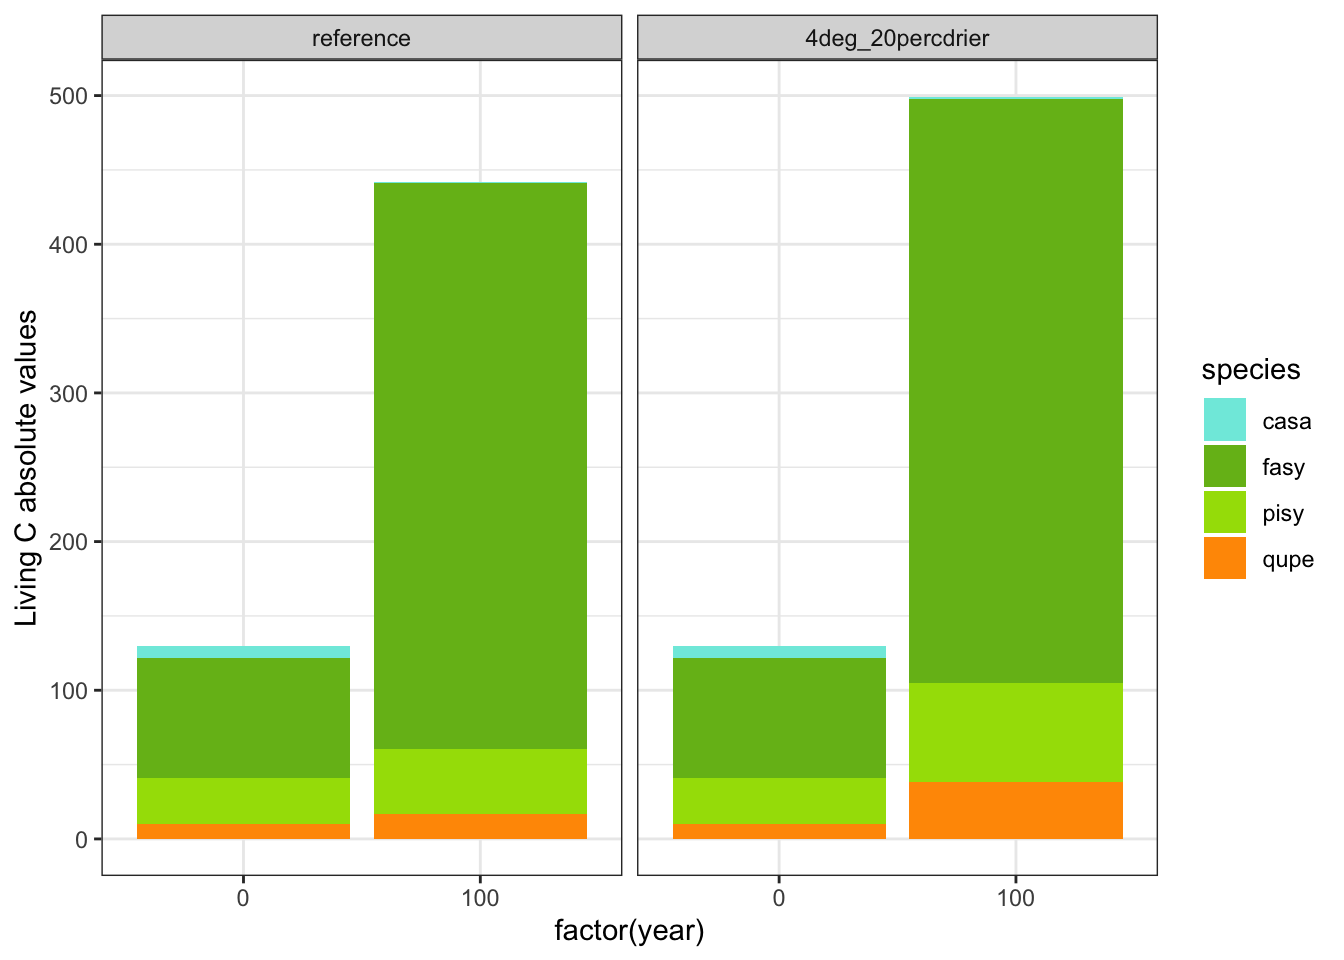 reference
4deg_20percdrier
500
400
300
200
100
0
Living C absolute values
0
100
0
100
factor(year)
species
casa
fasy
pisy
qupe